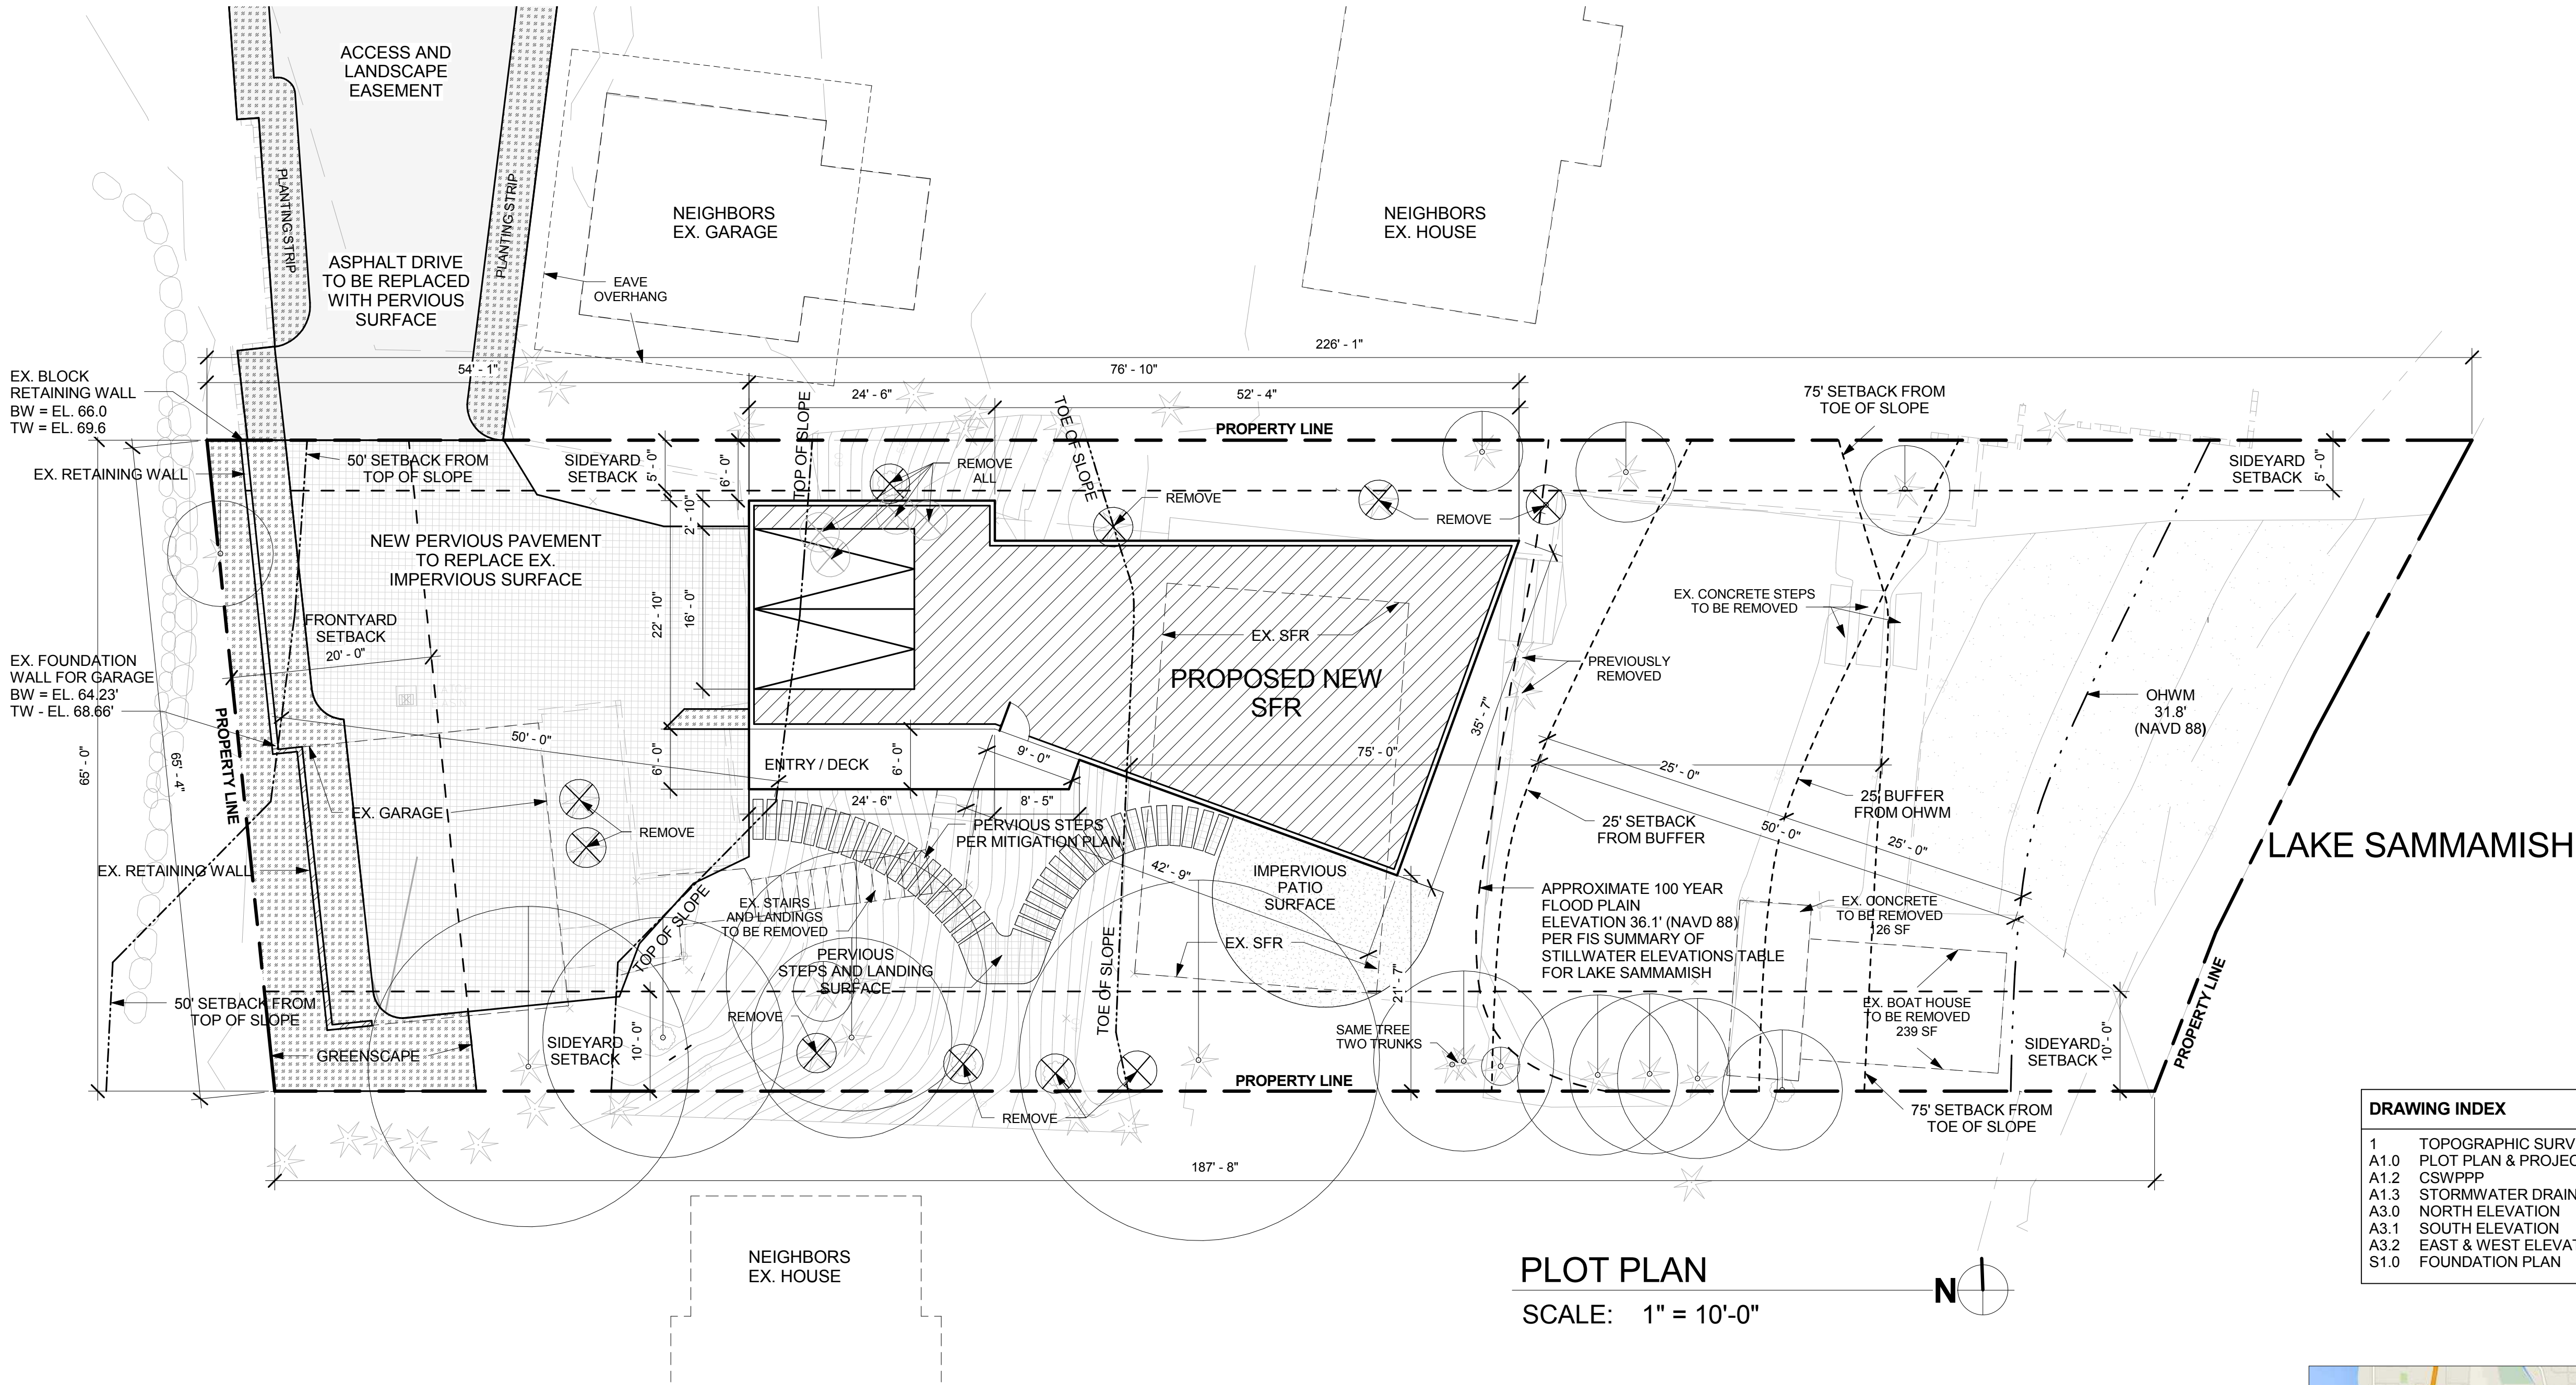 ACCESS AND
LANDSCAPE
EASEMENT
PLANTING STRIP
PLANTING STRIP
ASPHALT DRIVE
TO BE REPLACED
WITH PERVIOUS
SURFACE
NEIGHBORS
EX. GARAGE
EAVE
OVERHANG
NEIGHBORS
EX. HOUSE
226' - 1"
54' - 1"
76' - 10"
24' - 6"
52' - 4"
EX. BLOCK
RETAINING WALL
BW = EL. 66.0
TW = EL. 69.6
EX. RETAINING WALL
50' SETBACK FROM
TOP OF SLOPE
SIDEYARD
SETBACK
5' - 0"
6' - 0"
2' - 10"
TOP OF SLOPE
REMOVE
ALL
TOE OF SLOPE
REMOVE
PROPERTY LINE
REMOVE
75' SETBACK FROM
TOE OF SLOPE
SIDEYARD
SETBACK
5' - 0"
NEW PERVIOUS PAVEMENT
TO REPLACE EX.
IMPERVIOUS SURFACE
FRONTYARD
SETBACK
20' - 0"
22' - 10"
16' - 0"
EX. SFR
PROPOSED NEW
SFR
EX. CONCRETE STEPS
TO BE REMOVED
PREVIOUSLY
REMOVED
OHWM
31.8'
(NAVD 88)
EX. FOUNDATION
WALL FOR GARAGE
BW = EL. 64.23'
TW - EL. 68.66'
PROPERTY LINE
65' - 0"
65' - 4"
50' - 0"
6' - 0"
ENTRY / DECK
6' - 0"
9' - 0"
75' - 0"
35' - 7"
25' - 0"
25' BUFFER
FROM OHWM
50' - 0"
25' - 0"
25' SETBACK
FROM BUFFER
LAKE SAMMAMISH
EX. GARAGE
REMOVE
24' - 6"
8' - 5"
PERVIOUS STEPS
PER MITIGATION PLAN
42' - 9"
IMPERVIOUS
PATIO
SURFACE
EX. RETAINING WALL
EX. STAIRS
AND LANDINGS
TO BE REMOVED
TOP OF SLOPE
APPROXIMATE 100 YEAR
FLOOD PLAIN
ELEVATION 36.1' (NAVD 88)
PER FIS SUMMARY OF
STILLWATER ELEVATIONS TABLE
FOR LAKE SAMMAMISH
EX. CONCRETE
TO BE REMOVED
126 SF
PERVIOUS
STEPS AND LANDING
SURFACE
EX. SFR
TOE OF SLOPE
21' - 7"
50' SETBACK FROM
TOP OF SLOPE
REMOVE
SIDEYARD
SETBACK
10' - 0"
SAME TREE
TWO TRUNKS
EX. BOAT HOUSE
TO BE REMOVED
239 SF
SIDEYARD
SETBACK
10' - 0"
PROPERTY LINE
GREENSCAPE
PROPERTY LINE
REMOVE
75' SETBACK FROM
TOE OF SLOPE
187' - 8"
NEIGHBORS
EX. HOUSE
PLOT PLAN
N
SCALE: 1" = 10'-0"
DRAWING INDEX
1 TOPOGRAPHIC SURV
A1.0 PLOT PLAN & PROJEC
A1.2 CSWPPP
A1.3 STORMWATER DRAIN
A3.0 NORTH ELEVATION
A3.1 SOUTH ELEVATION
A3.2 EAST & WEST ELEVAT
S1.0 FOUNDATION PLAN